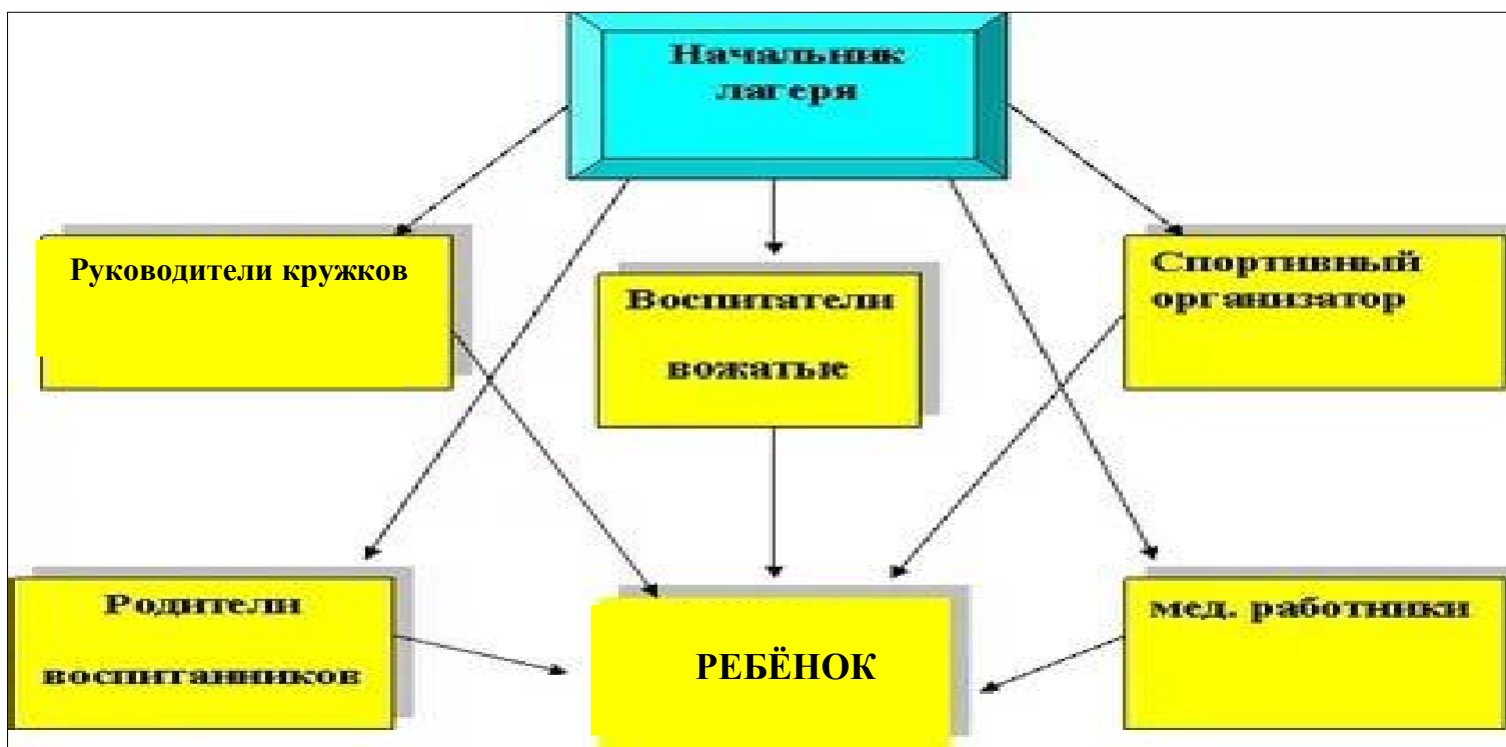 Начальник
лагеря
Руководители кружков
Воспитатели
вожатые
Спортивный
организатор
Родители
воспитанников
РЕБЁНОК
мед. работники